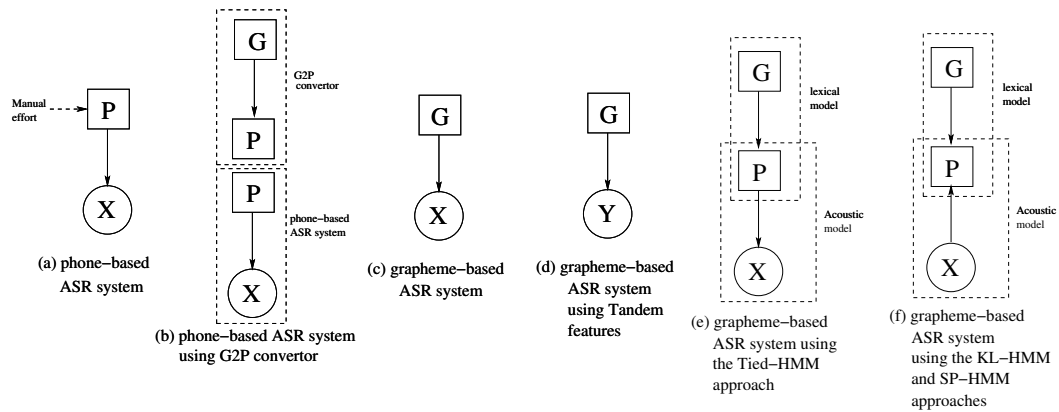 Manual
effort
P
X
(a) phone−based
ASR system
G
G2P
convertor
P
P
phone−based
ASR system
X
(b) phone−based ASR system
using G2P convertor
G
X
(c) grapheme−based
ASR system
G
Y
(d) grapheme−based
ASR system
using Tandem
features
G
lexical
model
P
Acoustic
model
X
(e) grapheme−based
ASR system using
the Tied−HMM
approach
G
lexical
model
P
Acoustic
model
X
(f) grapheme−based
ASR system
using the KL−HMM
and SP−HMM
approaches